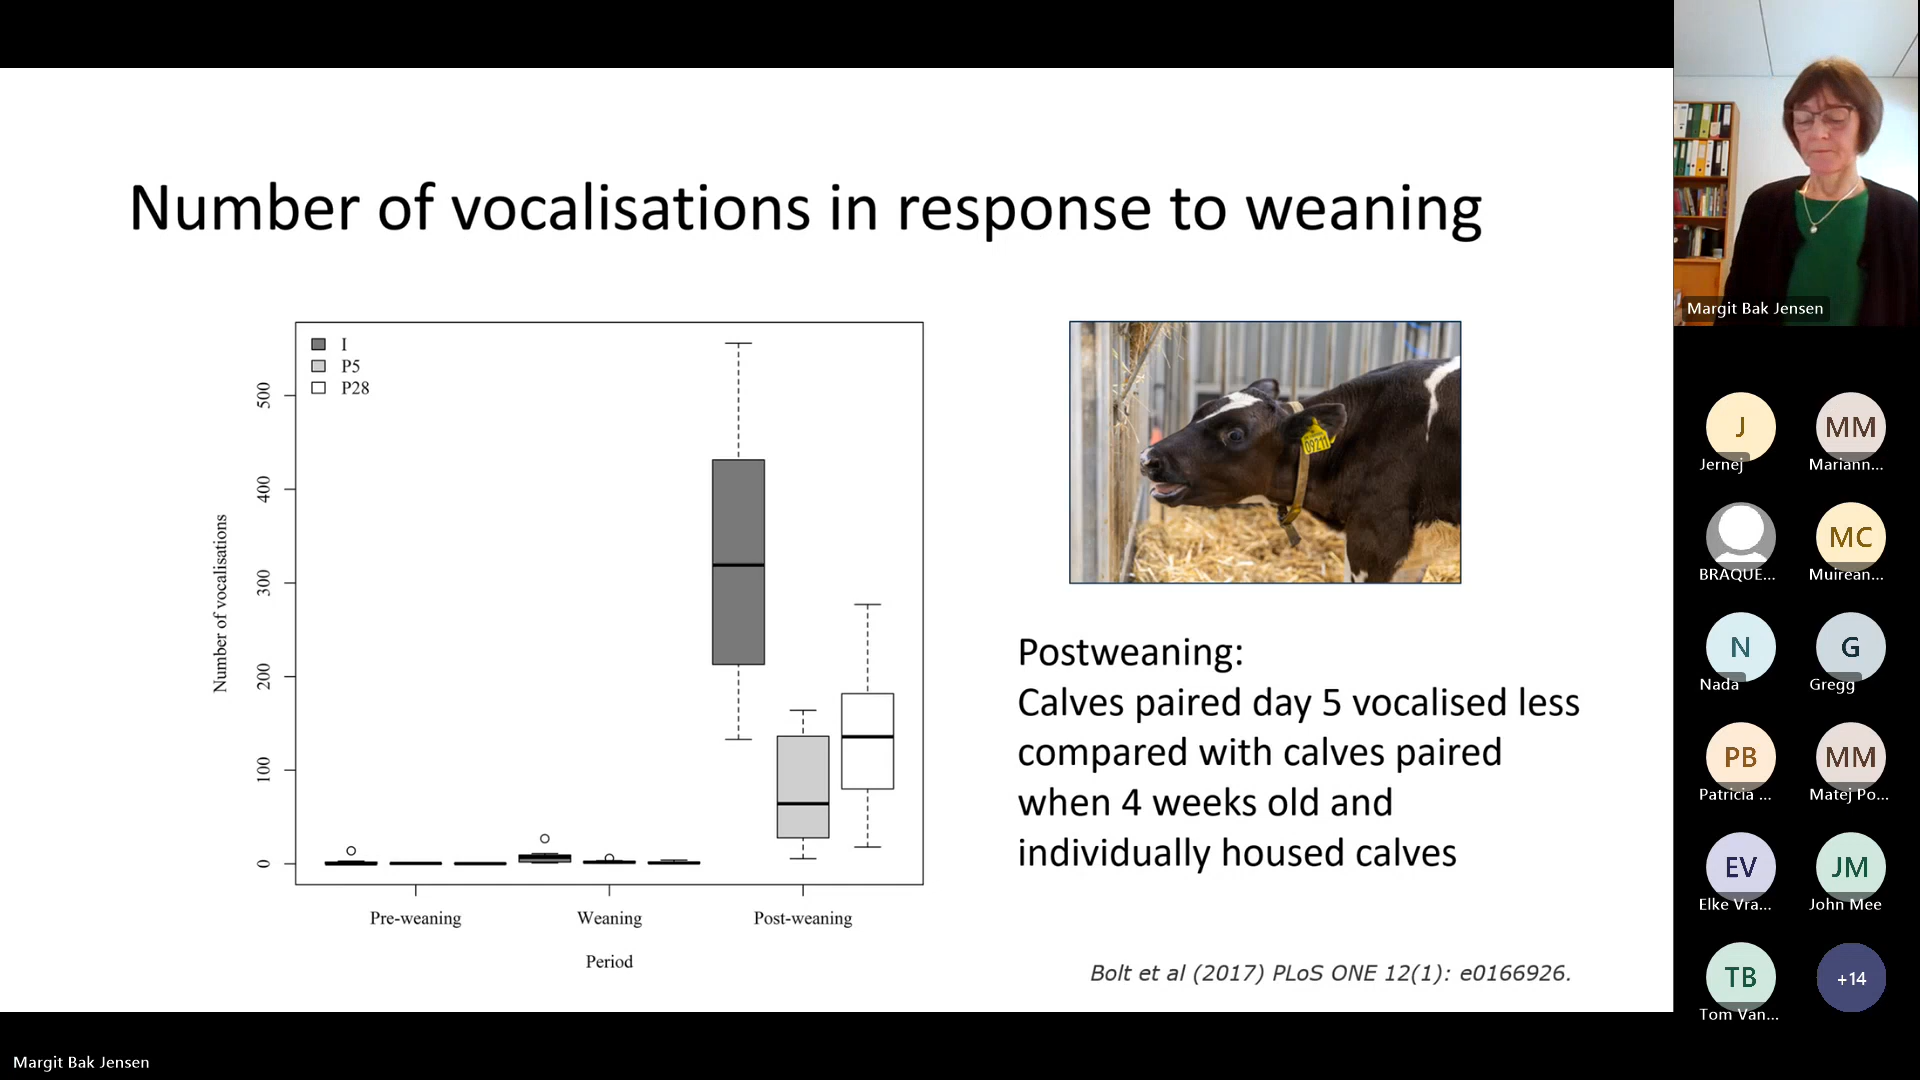 Number of vocalisations in response to weaning
I
P5
P28
Number of vocalisations
500
400
300
200
100
0
Pre-weaning
Weaning
Post-weaning
Period
09211
Postweaning:
Calves paired day 5 vocalised less
compared with calves paired
when 4 weeks old and
individually housed calves
Bolt et al (2017) PLoS ONE 12(1): e0166926.
Margit Bak Jensen
J
Jernej
MM
Mariann...
BRAQUE...
MC
Muirean...
N
Nada
G
Gregg
PB
Patricia ...
MM
Matej Po...
EV
Elke Vra...
JM
John Mee
TB
Tom Van...
+14
Margit Bak Jensen